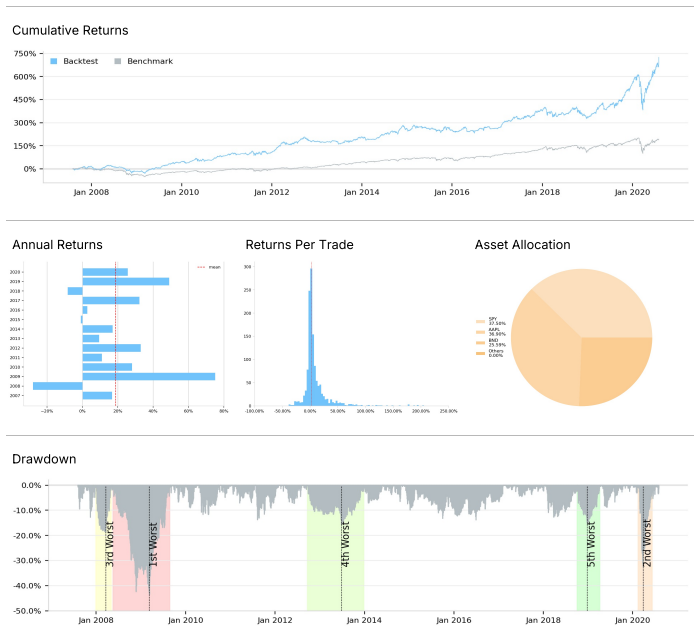 Cumulative Returns
750%
600%
450%
300%
150%
0%
Backtest
Benchmark
Jan 2008
Jan 2010
Jan 2012
Jan 2014
Jan 2016
Jan 2018
Jan 2020
Annual Returns
2020
2019
2018
2017
2016
2015
2014
2013
2012
2011
2010
2009
2008
2007
mean
−20%
0%
20%
40%
60%
80%
Returns Per Trade
300
250
200
150
100
50
0
-100.00%
-50.00%
0.00%
50.00%
100.00%
150.00%
200.00%
250.00%
Asset Allocation
SPY
37.50%
AAPL
36.90%
BND
25.59%
Others
0.00%
Drawdown
0.0%
-10.0%
-20.0%
-30.0%
-40.0%
-50.0%
3rd Worst
1st Worst
4th Worst
5th Worst
2nd Worst
Jan 2008
Jan 2010
Jan 2012
Jan 2014
Jan 2016
Jan 2018
Jan 2020